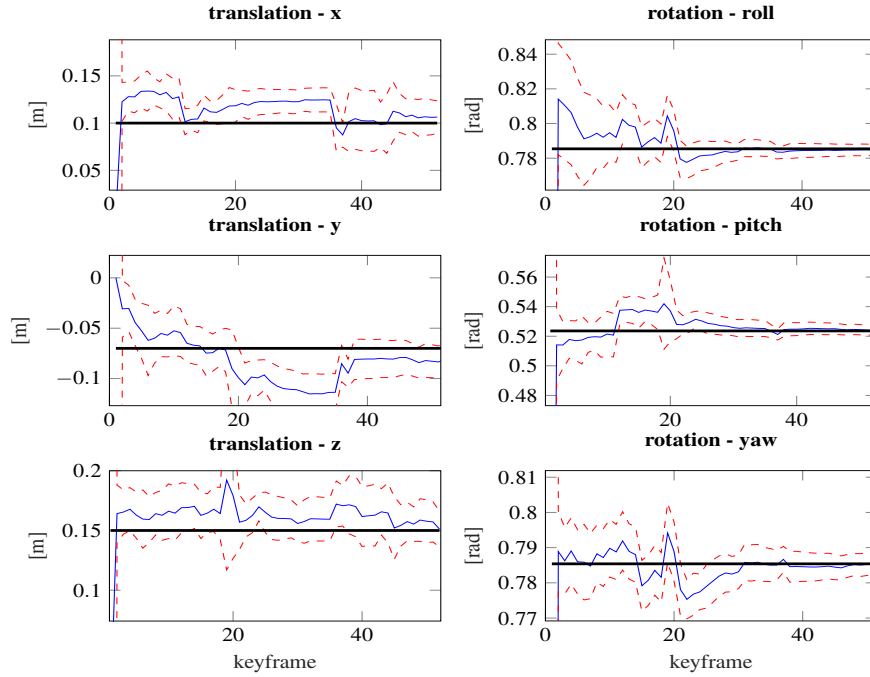 translation - x
0.15
0.1
0.05
[m]
0
20
40
rotation - roll
0.84
0.8
0.78
[rad]
0
20
40
translation - y
0
−0.05
−0.1
[m]
0
20
40
rotation - pitch
0.56
0.54
0.52
0.5
0.48
[rad]
0
20
40
translation - z
0.2
0.15
0.1
[m]
20
40
keyframe
rotation - yaw
0.81
0.8
0.79
0.78
0.77
[rad]
0
20
40
keyframe